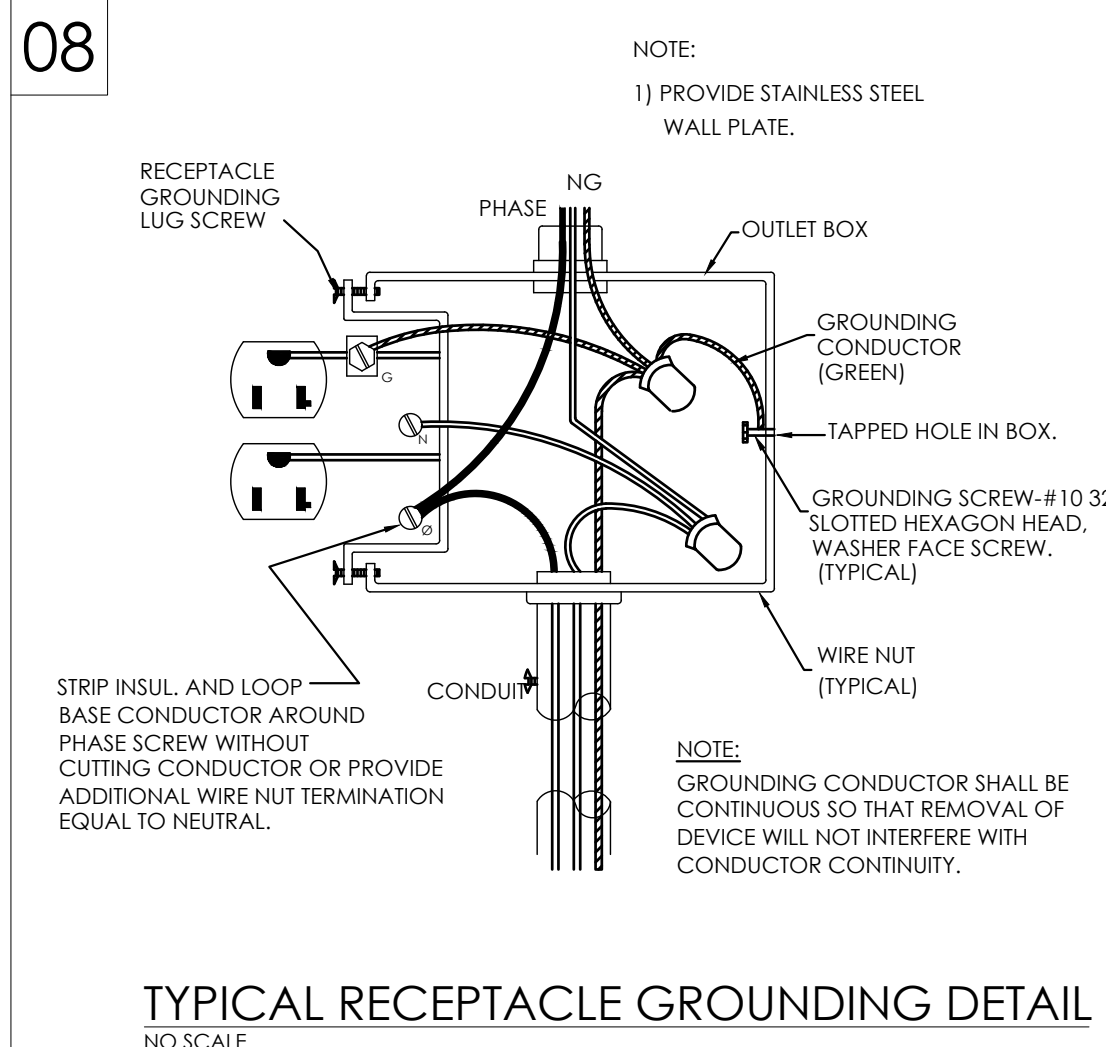 08
NOTE:
1) PROVIDE STAINLESS STEEL
WALL PLATE.
RECEPTACLE
GROUNDING
LUG SCREW
PHASE
NG
OUTLET BOX
GROUNDING
CONDUCTOR
(GREEN)
G
N
TAPPED HOLE IN BOX.
GROUNDING SCREW-#10 32
SLOTTED HEXAGON HEAD,
WASHER FACE SCREW.
(TYPICAL)
Ø
WIRE NUT
(TYPICAL)
STRIP INSUL. AND LOOP
BASE CONDUCTOR AROUND
PHASE SCREW WITHOUT
CUTTING CONDUCTOR OR PROVIDE
ADDITIONAL WIRE NUT TERMINATION
EQUAL TO NEUTRAL.
CONDUIT
NOTE:
GROUNDING CONDUCTOR SHALL BE
CONTINUOUS SO THAT REMOVAL OF
DEVICE WILL NOT INTERFERE WITH
CONDUCTOR CONTINUITY.
TYPICAL RECEPTACLE GROUNDING DETAIL
NO SCALE